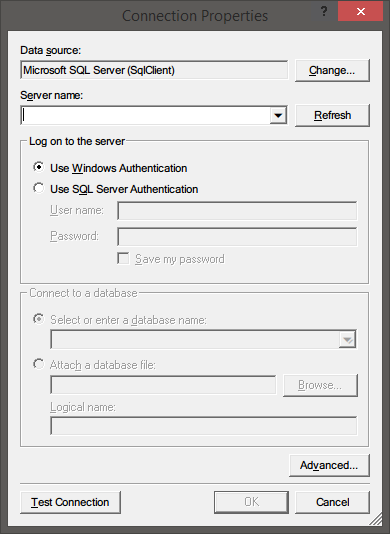 Connection Properties
?
Data source:
Microsoft SQL Server (SqlClient)
Change...
Server name:
Refresh
Log on to the server
Use Windows Authentication
Use SQL Server Authentication
User name:
Password:
Save my password
Connect to a database
Select or enter a database name:
Attach a database file:
Browse...
Logical name:
Advanced...
Test Connection
OK
Cancel